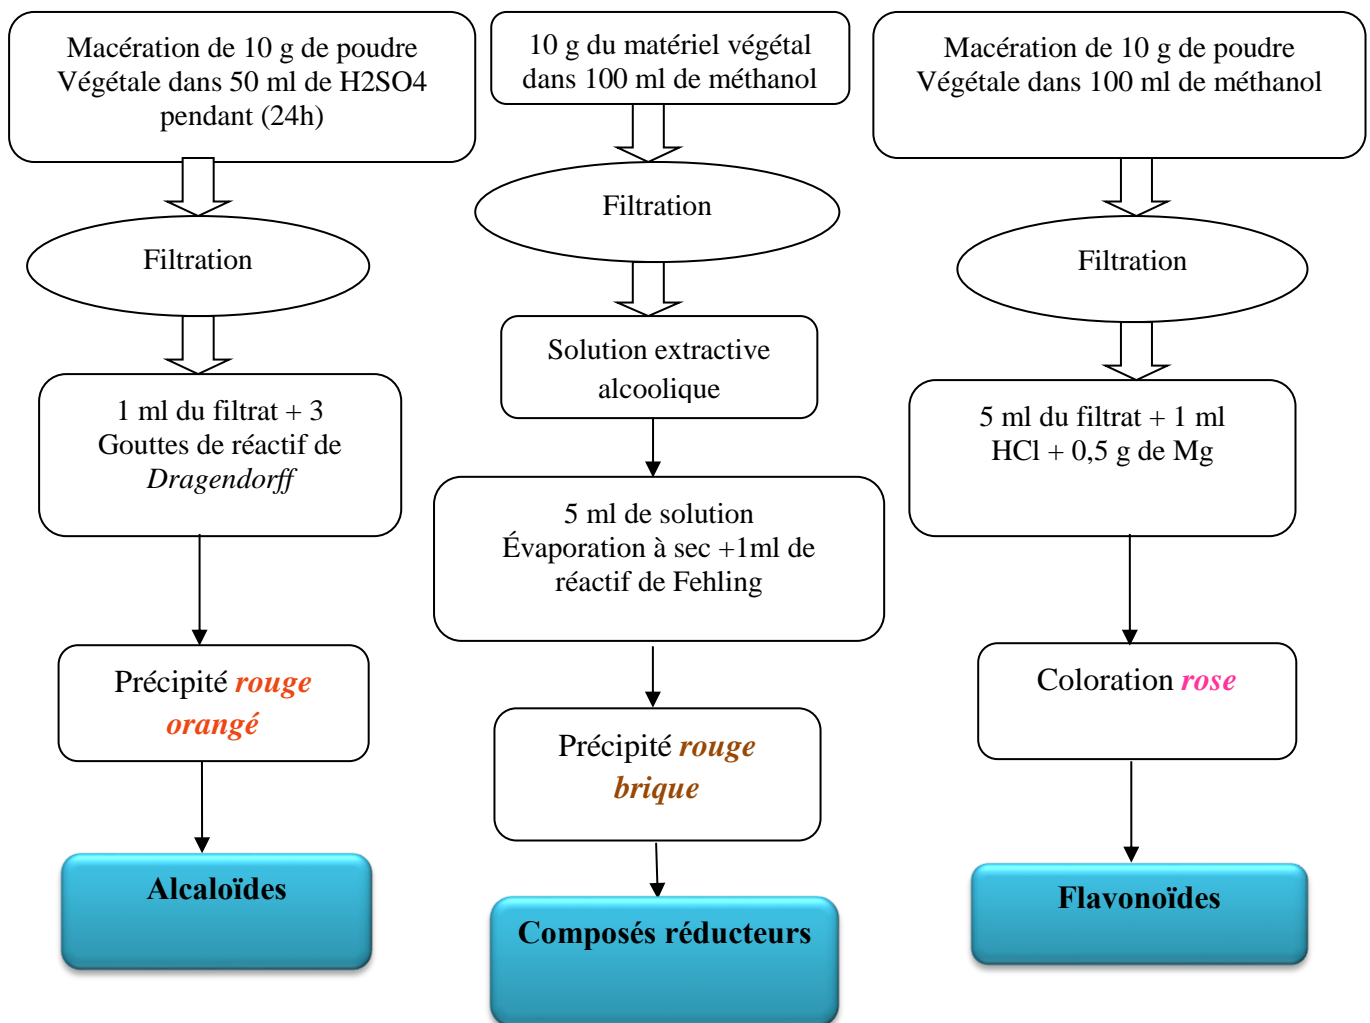 Macération de 10 g de poudre
Végétale dans 50 ml de H2SO4
pendant (24h)
Filtration
1 ml du filtrat + 3
Gouttes de réactif de
Dragendorff
Précipité rouge
orangé
Alcaloïdes
10 g du matériel végétal
dans 100 ml de méthanol
Filtration
Solution extractive
alcoolique
5 ml de solution
Évaporation à sec +1ml de
réactif de Fehling
Précipité rouge
brique
Composés réducteurs
Macération de 10 g de poudre
Végétale dans 100 ml de méthanol
Filtration
5 ml du filtrat + 1 ml
HCl + 0,5 g de Mg
Coloration rose
Flavonoïdes